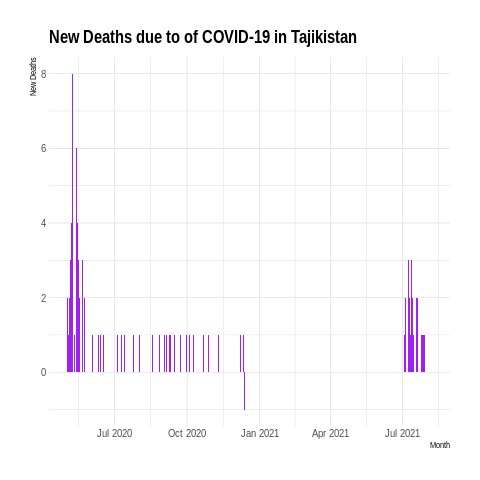 New Deaths due to of COVID-19 in Tajikistan
New Deaths
8
6
4
2
0
Jul 2020 Oct 2020 Jan 2021 Apr 2021 Jul 2021
Month